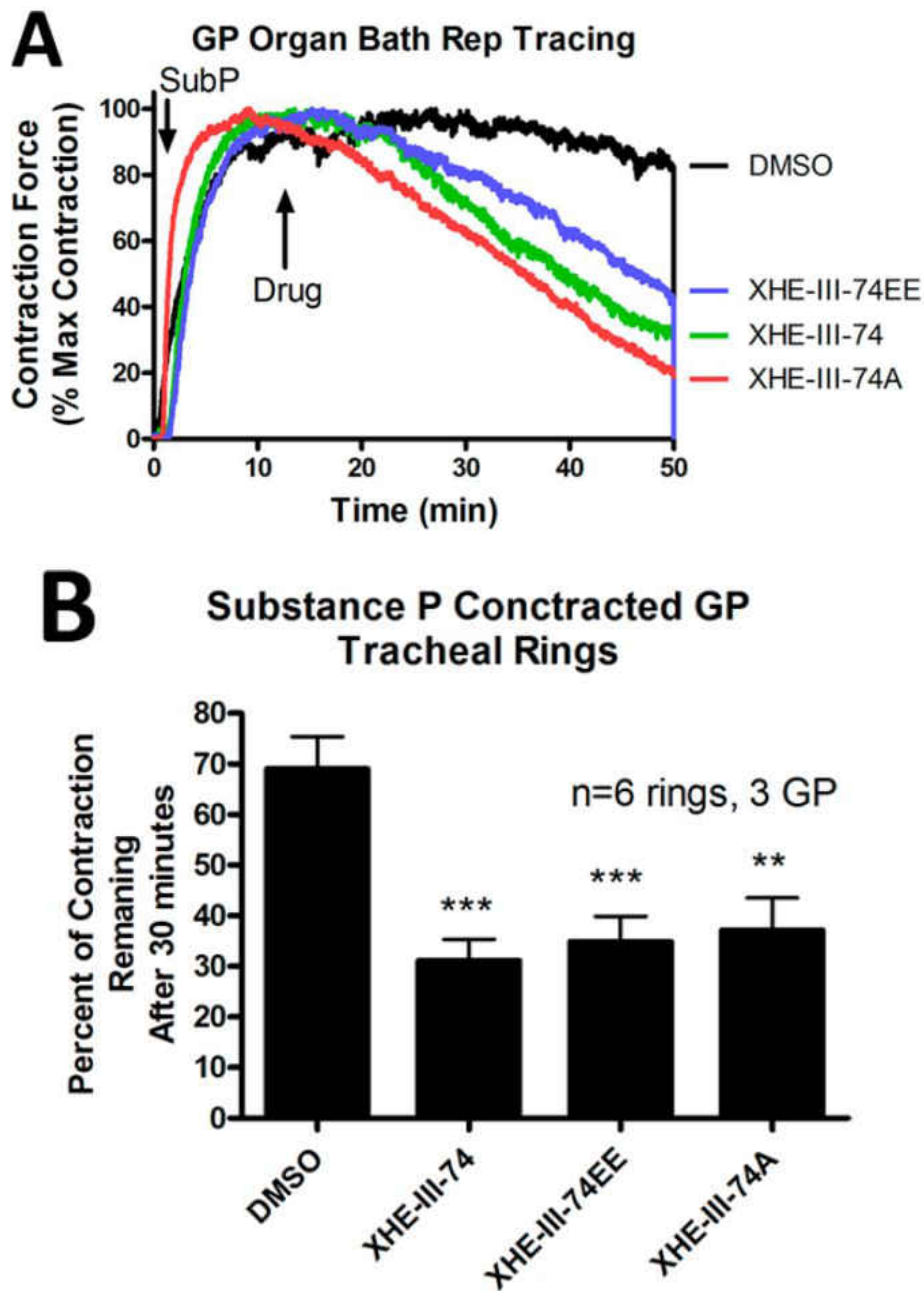 A
GP Organ Bath Rep Tracing
SubP
Contraction Force
(% Max Contraction)
100
80
60
40
20
0
Drug
DMSO
XHE-III-74EE
XHE-III-74
XHE-III-74A
0 10 20 30 40 50
Time (min)
B
Substance P Conctracted GP
Tracheal Rings
Percent of Contraction
Remaning
After 30 minutes
80
70
60
50
40
30
20
10
0
n=6 rings, 3 GP
*** *** **
DMSO
XHE-III-74
XHE-III-74EE
XHE-III-74A